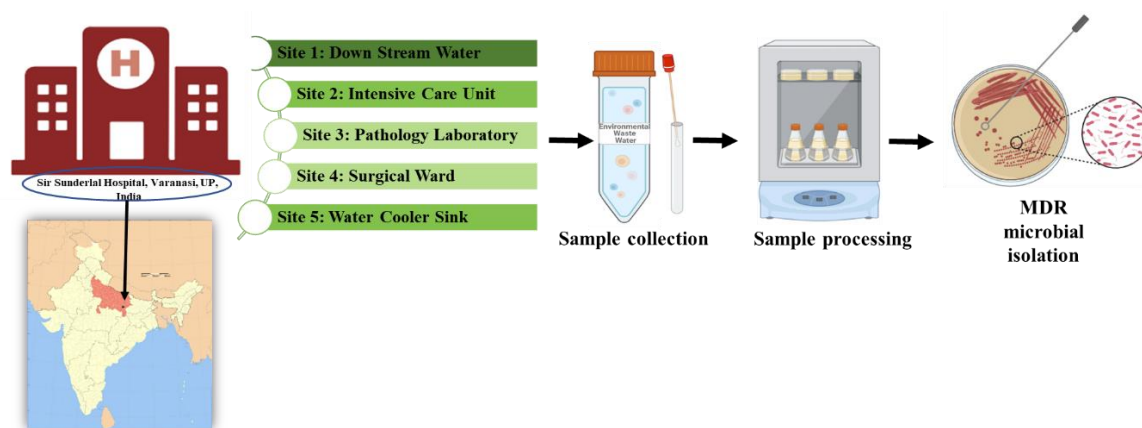 H
Sir Sunderlal Hospital, Varanasi, UP,
India
Site 1: Down Stream Water
Site 2: Intensive Care Unit
Site 3: Pathology Laboratory
Site 4: Surgical Ward
Site 5: Water Cooler Sink
Environmental
Waste
Water
Sample collection
Sample processing
MDR
microbial
isolation